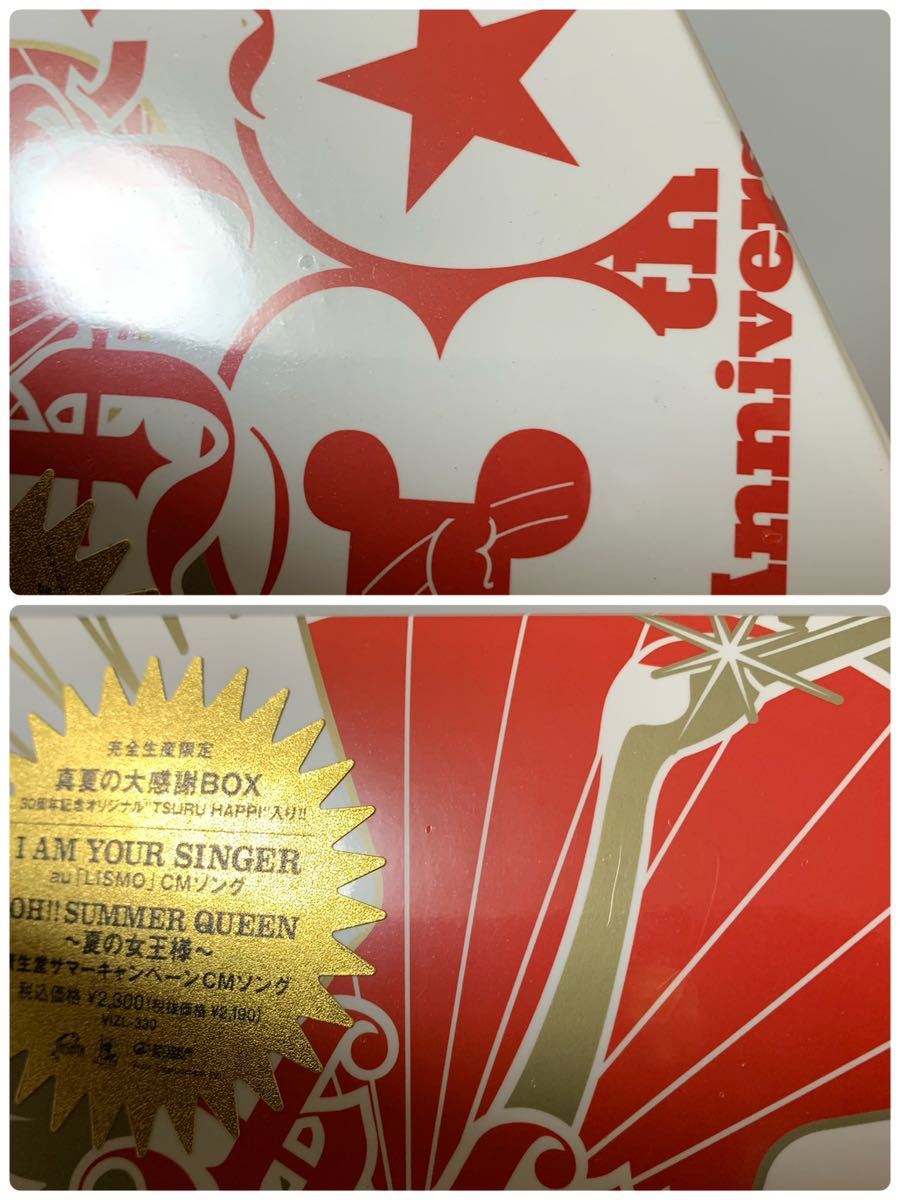 th
Annivers
完全生産限定
真夏の大感謝BOX
30周年記念オリジナル"TSURU HAPPI"入り!!
I AM YOUR SINGER
au「LISMO」CMソング
OH!! SUMMER QUEEN
～夏の女王様～
生堂サマーキャンペーンCMソング
税込価格 ¥2,300(税抜価格 ¥2,190)
VIZL-330